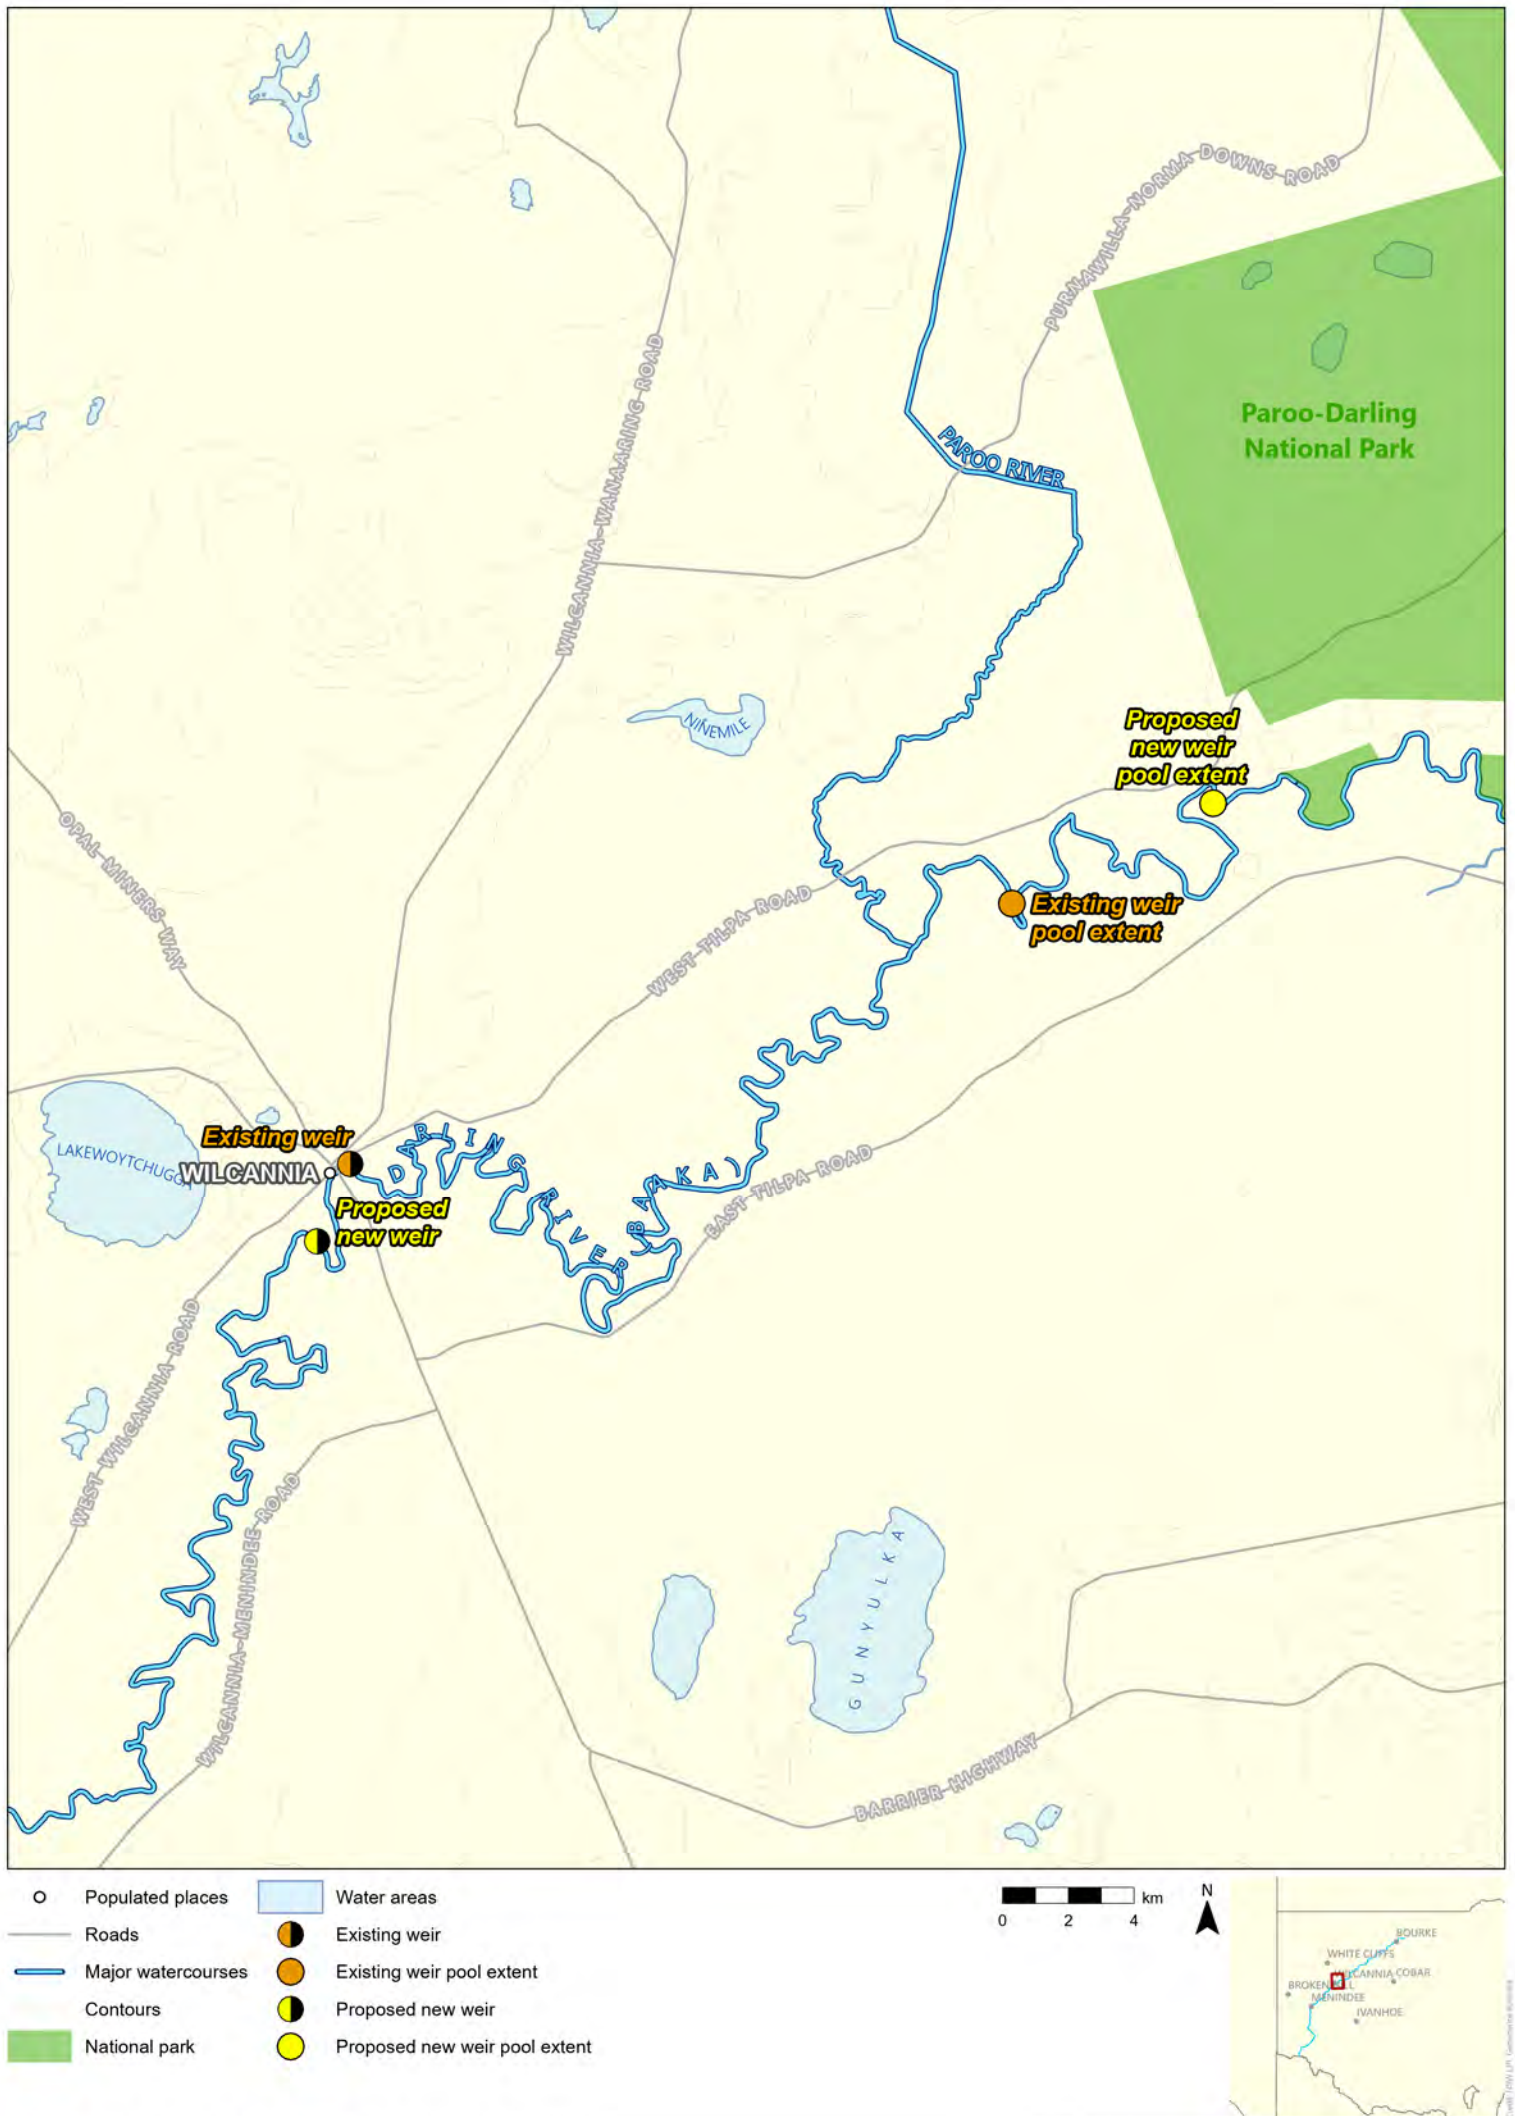 PURNAWILLA-NORMA DOWNS ROAD
WILCANNIA-WANAARING ROAD
Paroo-Darling
National Park
PAROO RIVER
NINEMILE
Proposed
new weir
pool extent
OPAL MINERS WAY
WEST TILPA ROAD
Existing weir
pool extent
Existing weir
LAKEWOYTCHUGGA
WILCANNIA
DARLING RIVER (BAAKA)
EAST TILPA ROAD
Proposed
new weir
WEST WILCANNIA ROAD
WILCANNIA-MENINDEE ROAD
GUNYULKA
BARRIER HIGHWAY
Populated places
Roads
Major watercourses
Contours
National park
Water areas
Existing weir
Existing weir pool extent
Proposed new weir
Proposed new weir pool extent
km
0 2 4
N
BOURKE
WHITE CLIFFS
WILCANNIA
COBAR
MENINDEE
IVANHOE